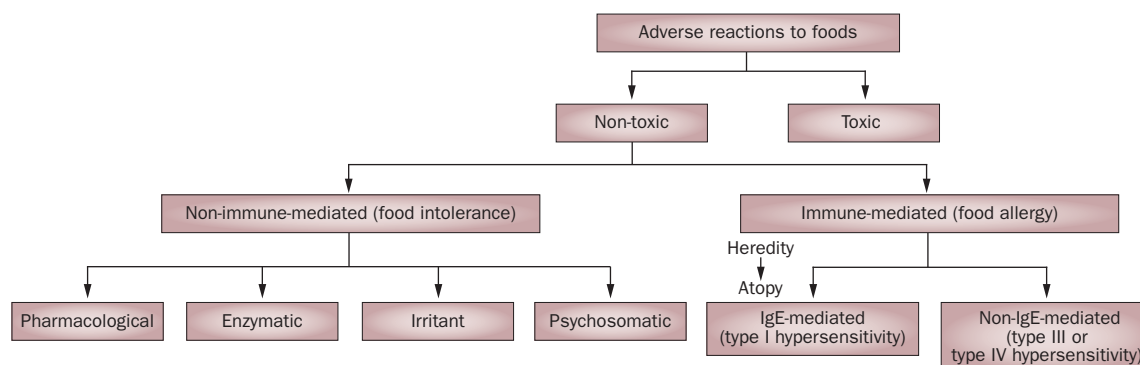 Adverse reactions to foods
Non-toxic
Toxic
Non-immune-mediated (food intolerance)
Immune-mediated (food allergy)
Heredity
Atopy
Pharmacological
Enzymatic
Irritant
Psychosomatic
IgE-mediated
(type I hypersensitivity)
Non-IgE-mediated
(type III or
type IV hypersensitivity)